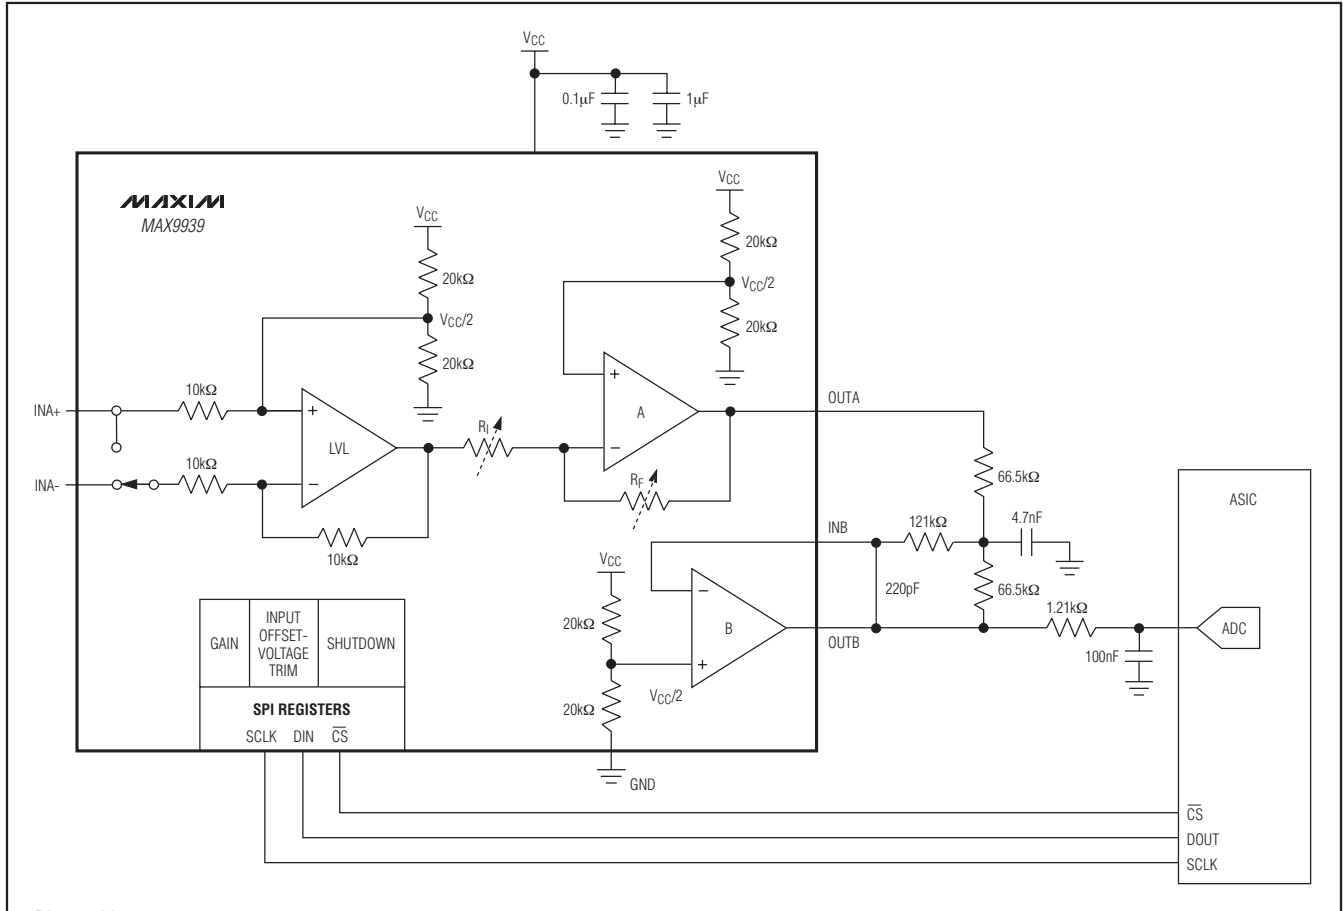 VCC
0.1µF
1µF
MAXIM
MAX9939
VCC
20kΩ
VCC/2
20kΩ
VCC
20kΩ
VCC/2
20kΩ
INA+
10kΩ
+
LVL
−
INA-
10kΩ
10kΩ
RI
+
A
−
RF
OUTA
66.5kΩ
ASIC
INB
121kΩ
4.7nF
220pF
66.5kΩ
1.21kΩ
ADC
100nF
VCC
20kΩ
−
B
+
OUTB
VCC/2
20kΩ
GND
GAIN
INPUT
OFFSET-
VOLTAGE
TRIM
SHUTDOWN
SPI REGISTERS
SCLK DIN C̅S̅
C̅S̅
DOUT
SCLK